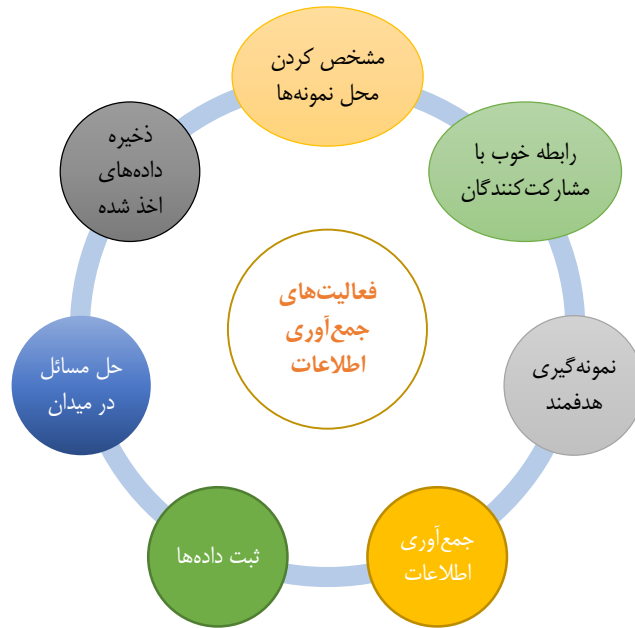 مشخص کردن
محل نمونه‌ها
رابطه خوب با
مشارکت‌کنندگان
نمونه‌گیری
هدفمند
جمع‌آوری
اطلاعات
ثبت داده‌ها
حل مسائل
در میدان
ذخیره
داده‌های
اخذ شده
فعالیت‌های
جمع‌آوری
اطلاعات